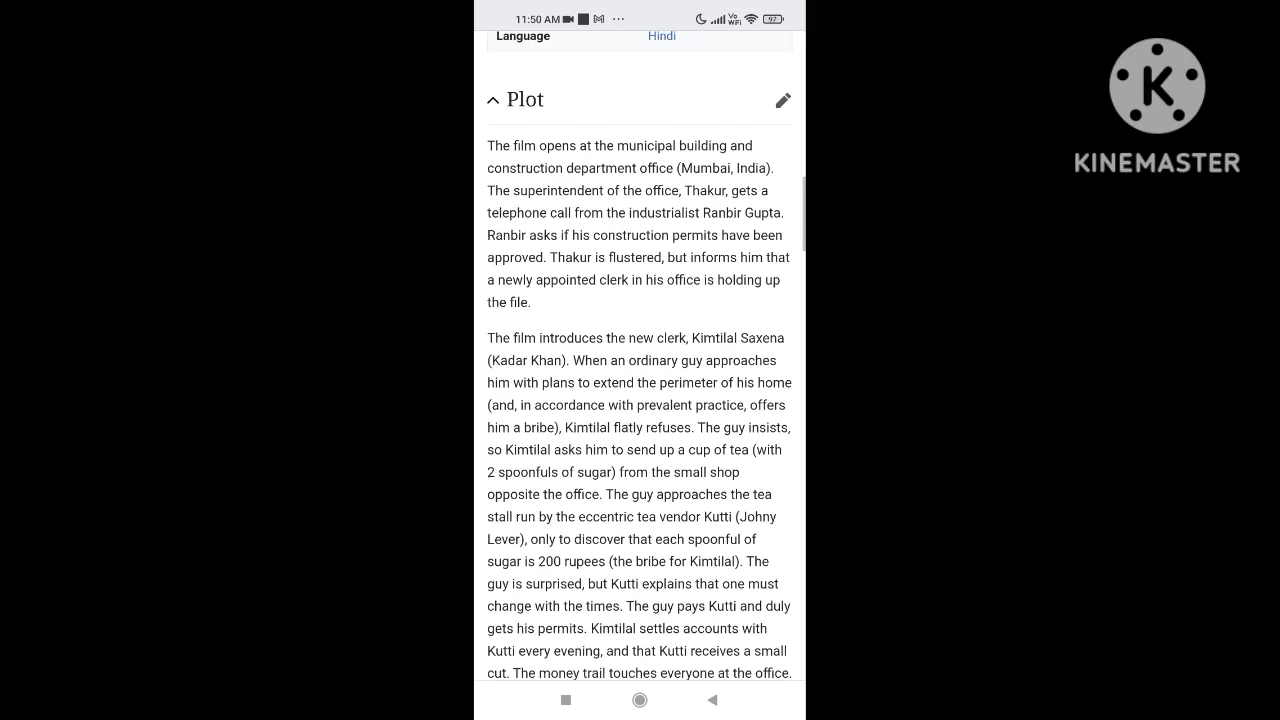 11:50 AM
Vo
WiFi
97
Language Hindi
Plot
The film opens at the municipal building and
construction department office (Mumbai, India).
The superintendent of the office, Thakur, gets a
telephone call from the industrialist Ranbir Gupta.
Ranbir asks if his construction permits have been
approved. Thakur is flustered, but informs him that
a newly appointed clerk in his office is holding up
the file.
The film introduces the new clerk, Kimtilal Saxena
(Kadar Khan). When an ordinary guy approaches
him with plans to extend the perimeter of his home
(and, in accordance with prevalent practice, offers
him a bribe), Kimtilal flatly refuses. The guy insists,
so Kimtilal asks him to send up a cup of tea (with
2 spoonfuls of sugar) from the small shop
opposite the office. The guy approaches the tea
stall run by the eccentric tea vendor Kutti (Johny
Lever), only to discover that each spoonful of
sugar is 200 rupees (the bribe for Kimtilal). The
guy is surprised, but Kutti explains that one must
change with the times. The guy pays Kutti and duly
gets his permits. Kimtilal settles accounts with
Kutti every evening, and that Kutti receives a small
cut. The money trail touches everyone at the office.
K
KINEMASTER